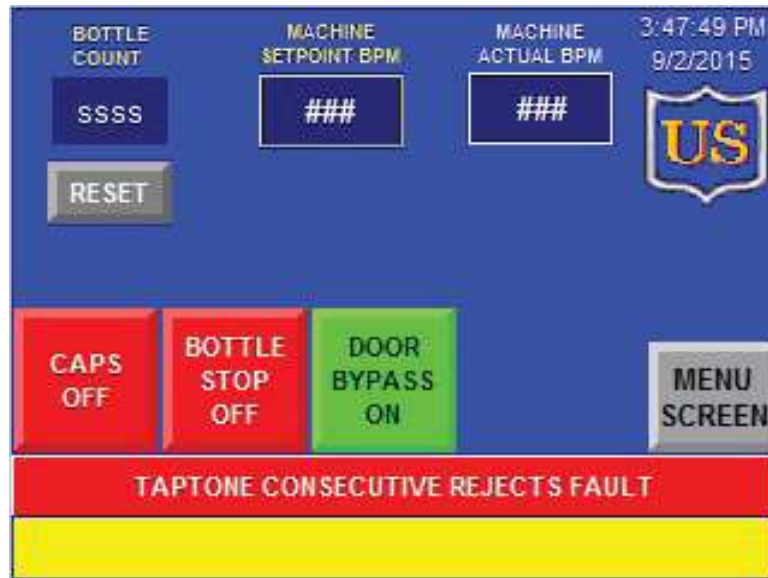 BOTTLE
COUNT
MACHINE
SETPOINT BPM
MACHINE
ACTUAL BPM
3:47:49 PM
9/2/2015
ssss
###
###
US
RESET
CAPS
OFF
BOTTLE
STOP
OFF
DOOR
BYPASS
ON
MENU
SCREEN
TAPTONE CONSECUTIVE REJECTS FAULT